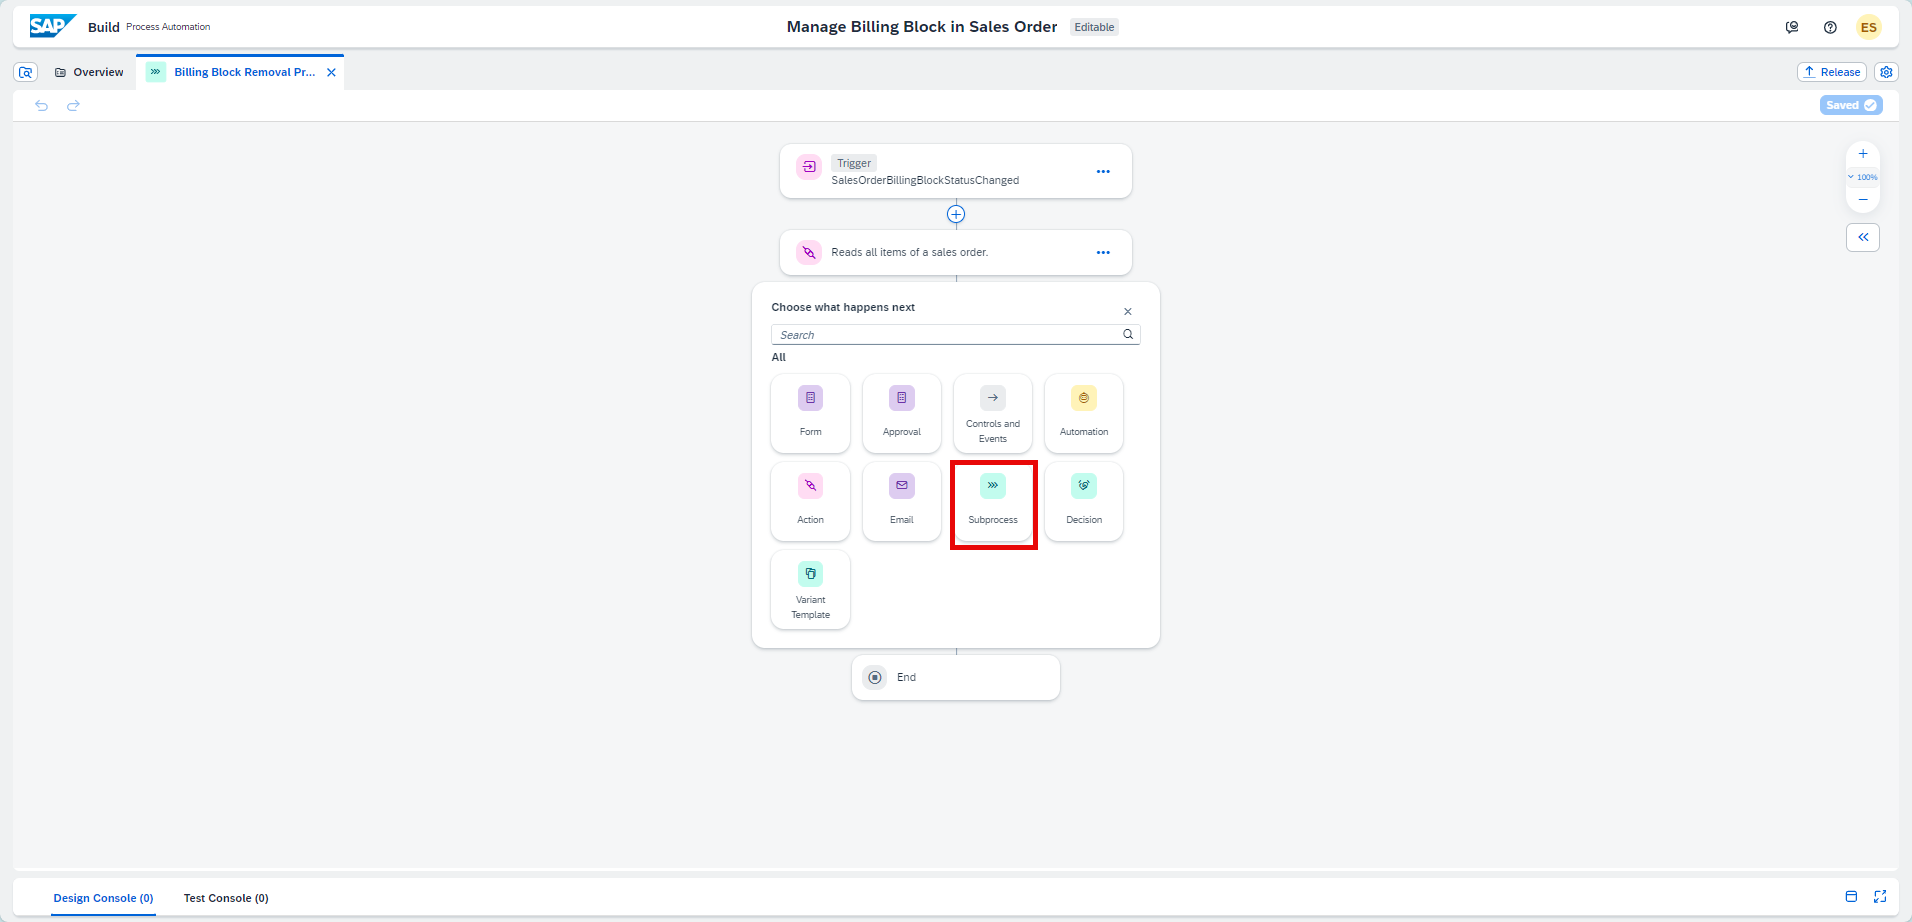 SAP Build Process Automation
Manage Billing Block in Sales Order Editable
ES
Overview
Billing Block Removal Pr...
Release
Saved
Trigger
SalesOrderBillingBlockStatusChanged
100%
Reads all items of a sales order.
Choose what happens next
Search
All
Form
Approval
Controls and
Events
Automation
Action
Email
Subprocess
Decision
Variant
Template
End
Design Console (0)
Test Console (0)